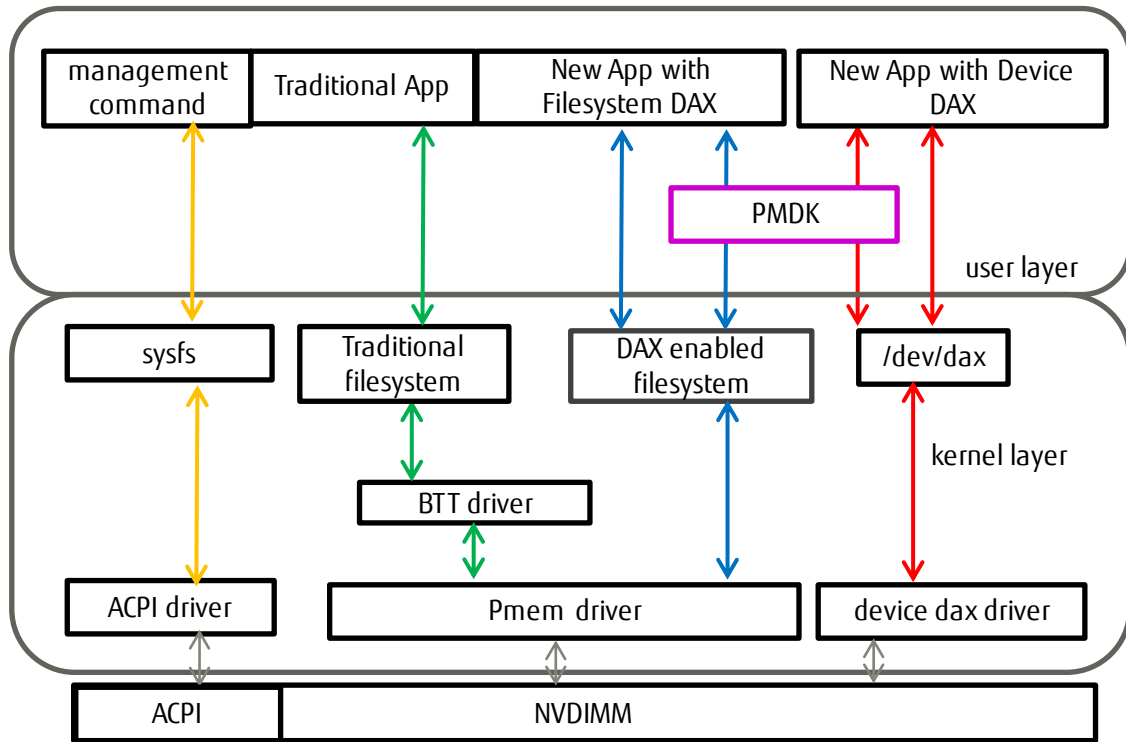 management
command
Traditional App
New App with
Filesystem DAX
New App with Device
DAX
PMDK
user layer
sysfs
Traditional
filesystem
DAX enabled
filesystem
/dev/dax
kernel layer
BTT driver
ACPI driver
Pmem driver
device dax driver
ACPI
NVDIMM